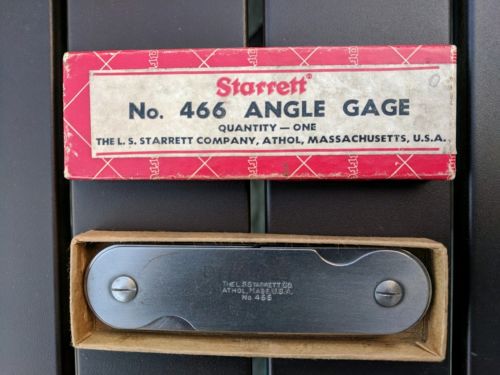 Starrett®
No. 466 ANGLE GAGE
QUANTITY — ONE
THE L. S. STARRETT COMPANY, ATHOL, MASSACHUSETTS, U.S.A.
THE L.S. STARRETT CO.
ATHOL, MASS. U.S.A.
No 466